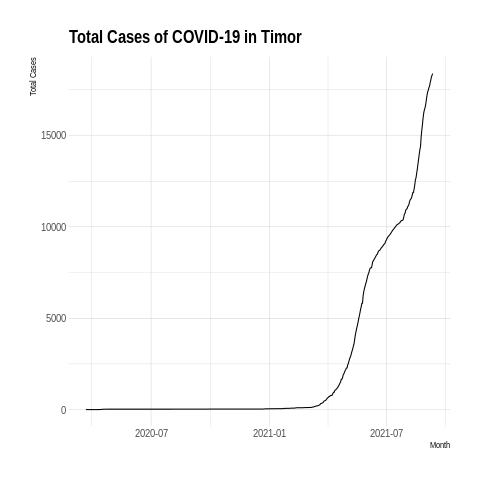 Total Cases of COVID-19 in Timor
Total Cases
15000
10000
5000
0
2020-07
2021-01
2021-07
Month